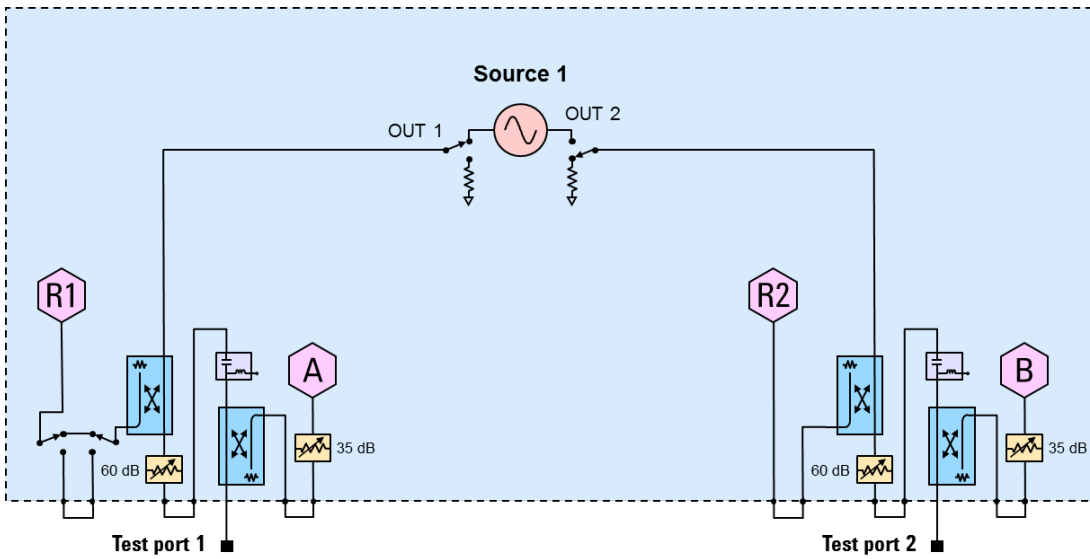 Source 1
OUT 1
OUT 2
R1
R2
A
B
60 dB
35 dB
60 dB
35 dB
Test port 1
Test port 2